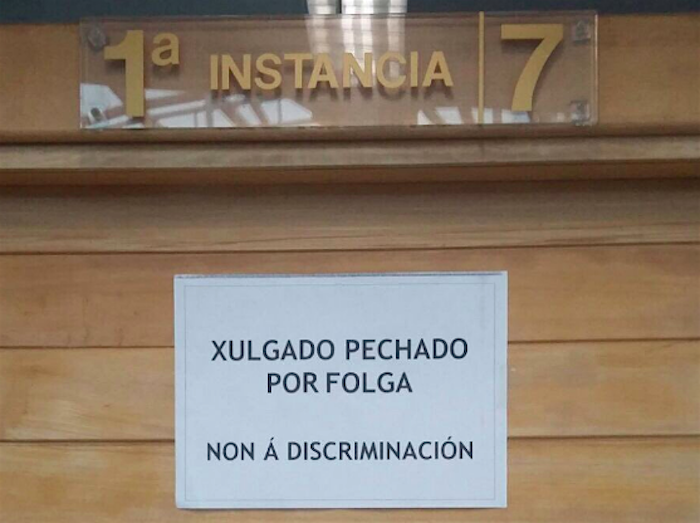 1ª INSTANCIA 7
XULGADO PECHADO
POR FOLGA
NON Á DISCRIMINACIÓN